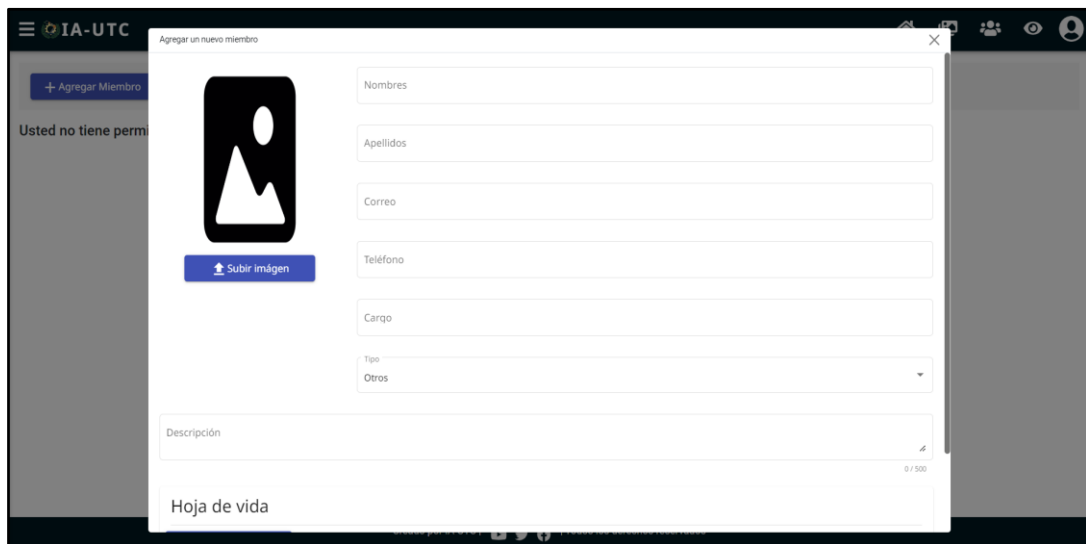 IA-UTC
Agregar un nuevo miembro
Agregar Miembro
Usted no tiene permi
Nombres
Apellidos
Correo
Teléfono
Subir imágen
Cargo
Tipo
Otros
Descripción
0 / 500
Hoja de vida